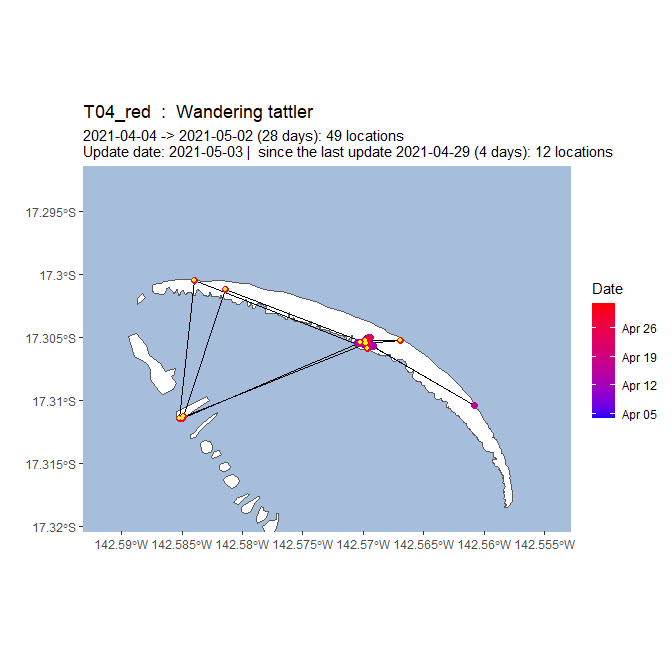 T04_red : Wandering tattler
2021-04-04 -> 2021-05-02 (28 days): 49 locations
Update date: 2021-05-03 | since the last update 2021-04-29 (4 days): 12 locations
17.295°S
17.3°S
17.305°S
17.31°S
17.315°S
17.32°S
142.59°W 142.585°W 142.58°W 142.575°W 142.57°W 142.565°W 142.56°W 142.555°W
Date
Apr 26
Apr 19
Apr 12
Apr 05